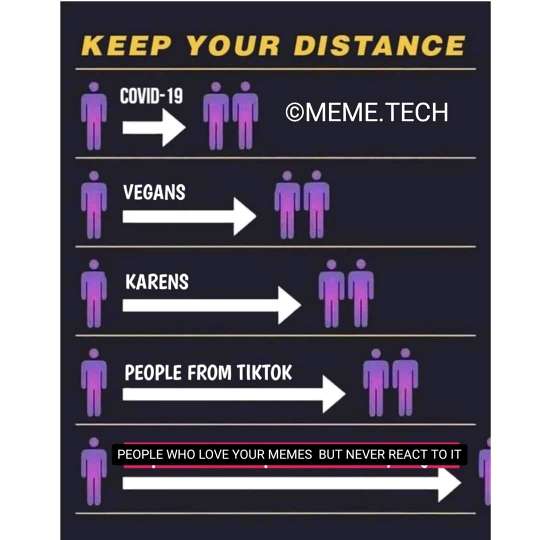 KEEP YOUR DISTANCE
COVID-19
©MEME.TECH
VEGANS
KARENS
PEOPLE FROM TIKTOK
PEOPLE WHO LOVE YOUR MEMES BUT NEVER REACT TO IT